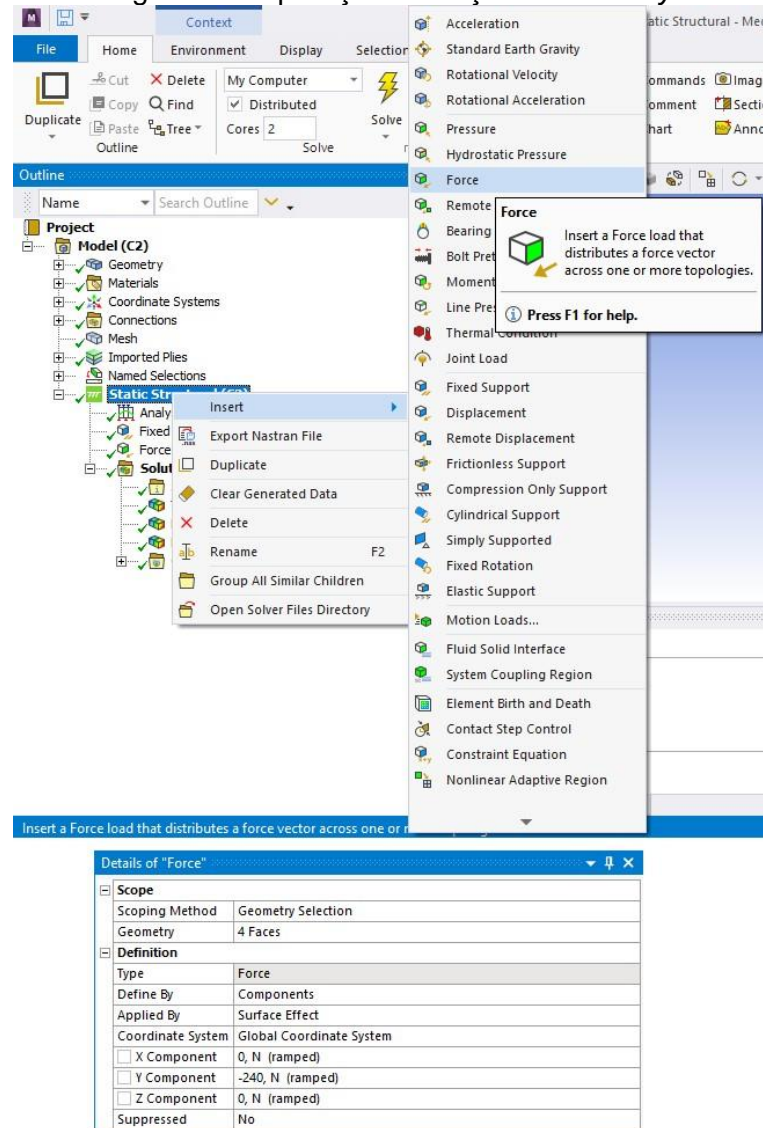 Context
atic Structural - Me
File Home Environment Display Selection
Cut Delete My Computer
Duplicate Copy Find Distributed Solve
Paste Tree Cores 2
Outline Solve
ommands Imag
omment Secti
hart Anno
Outline
Name Search Outline
Project
Model (C2)
Geometry
Materials
Coordinate Systems
Connections
Mesh
Imported Plies
Named Selections
Static
Analy
Fixed
Force
Solut
Insert
Export Nastran File
Duplicate
Clear Generated Data
Delete
Rename F2
Group All Similar Children
Open Solver Files Directory
Acceleration
Standard Earth Gravity
Rotational Velocity
Rotational Acceleration
Pressure
Hydrostatic Pressure
Force
Remote
Bearing
Bolt Pret
Moment
Line Pres
Thermal Condition
Joint Load
Fixed Support
Displacement
Remote Displacement
Frictionless Support
Compression Only Support
Cylindrical Support
Simply Supported
Fixed Rotation
Elastic Support
Motion Loads...
Fluid Solid Interface
System Coupling Region
Element Birth and Death
Contact Step Control
Constraint Equation
Nonlinear Adaptive Region
Force
Insert a Force load that
distributes a force vector
across one or more topologies.
Press F1 for help.
Insert a Force load that distributes a force vector across one or
Details of "Force"
Scope
Scoping Method Geometry Selection
Geometry 4 Faces
Definition
Type Force
Define By Components
Applied By Surface Effect
Coordinate System Global Coordinate System
X Component 0, N (ramped)
Y Component -240, N (ramped)
Z Component 0, N (ramped)
Suppressed No